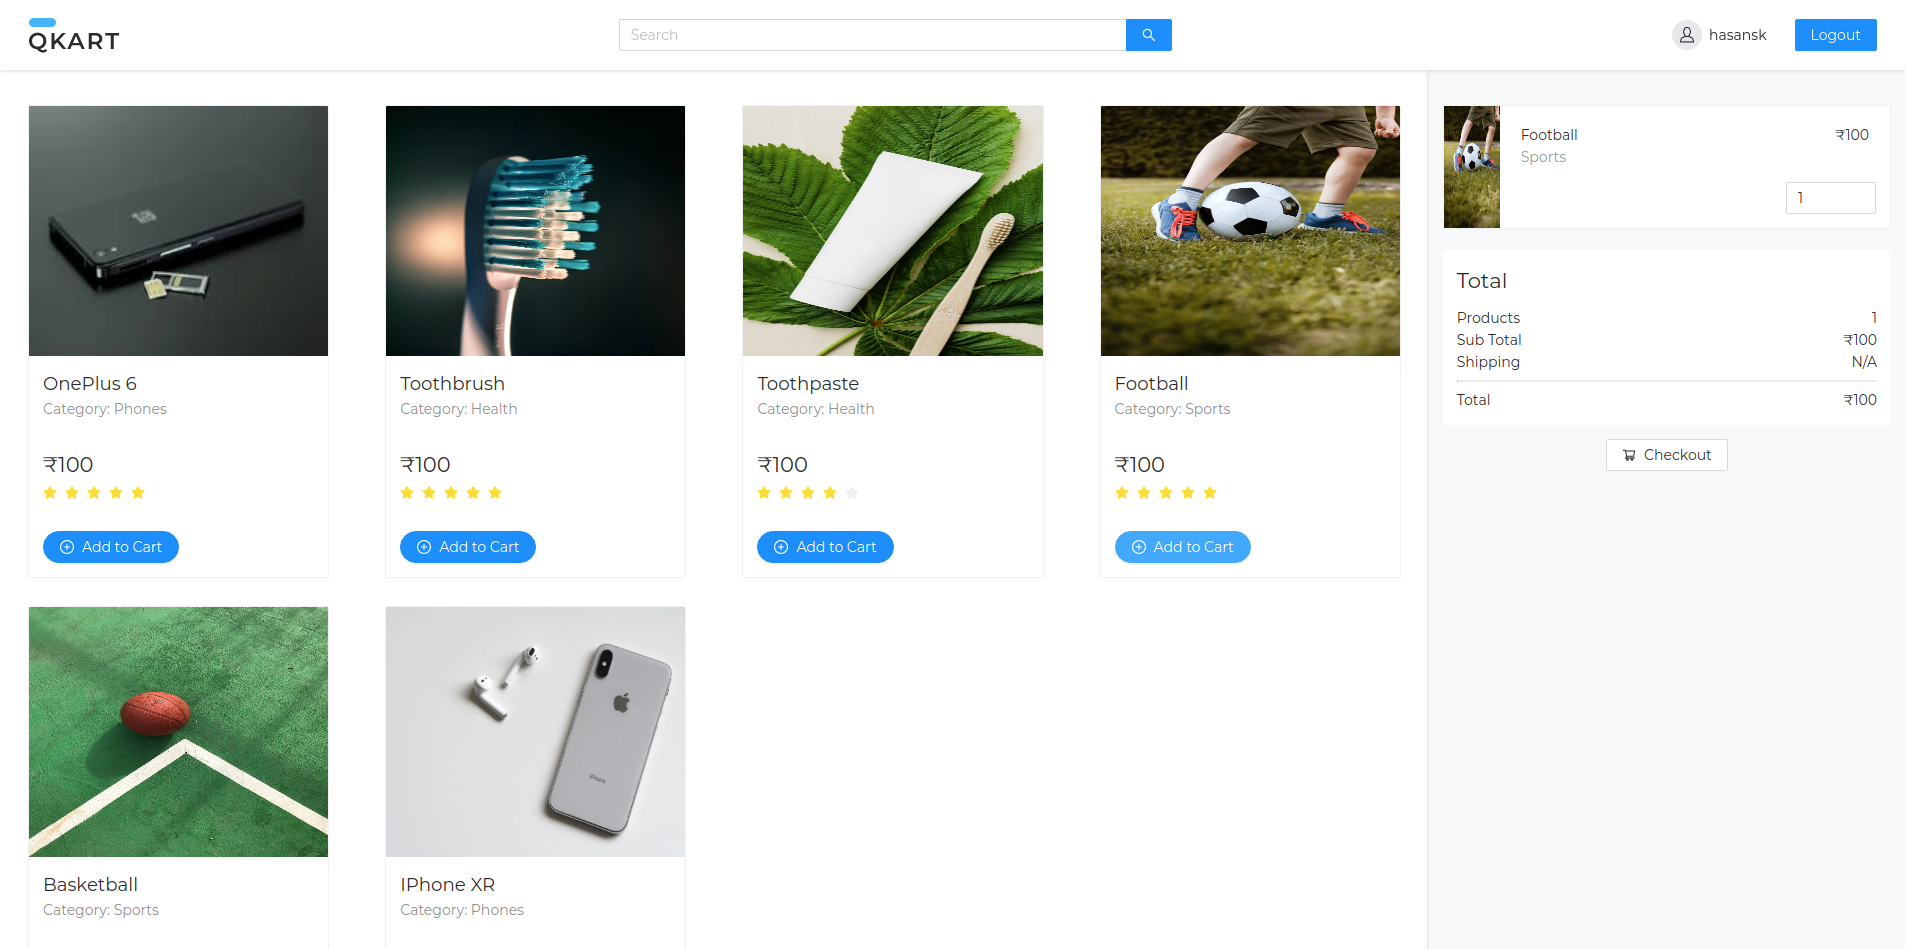 QKART
Search
hasansk
Logout
OnePlus 6
Category: Phones
₹100
Add to Cart
Toothbrush
Category: Health
₹100
Add to Cart
Toothpaste
Category: Health
₹100
Add to Cart
Football
Category: Sports
₹100
Add to Cart
Basketball
Category: Sports
iPhone
IPhone XR
Category: Phones
Football ₹100
Sports
1
Total
Products 1
Sub Total ₹100
Shipping N/A
Total ₹100
Checkout